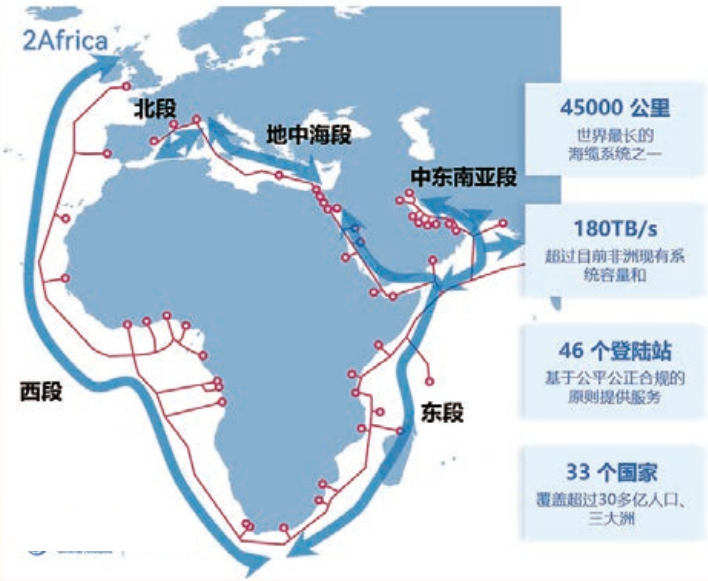 2Africa
北段
地中海段
中东南亚段
西段
东段
45000 公里
世界最长的
海缆系统之一
180TB/s
超过目前非洲现有系
统容量和
46 个登陆站
基于公平公正合规的
原则提供服务
33 个国家
覆盖超过30多亿人口、
三大洲